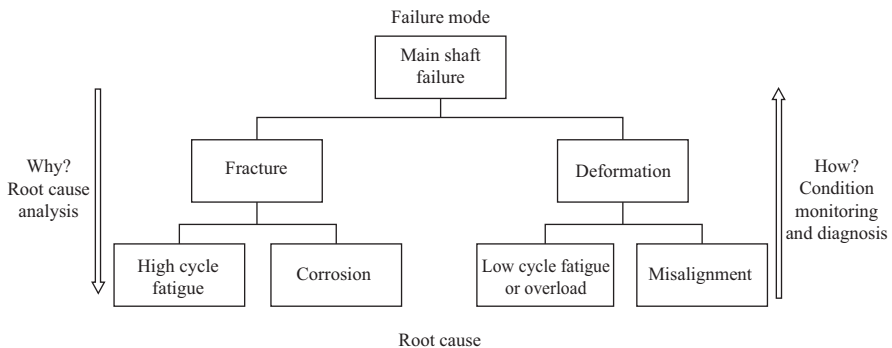 Failure mode
Main shaft
failure
Why?
Root cause
analysis
Fracture
Deformation
How?
Condition
monitoring
and diagnosis
High cycle
fatigue
Corrosion
Low cycle fatigue
or overload
Misalignment
Root cause